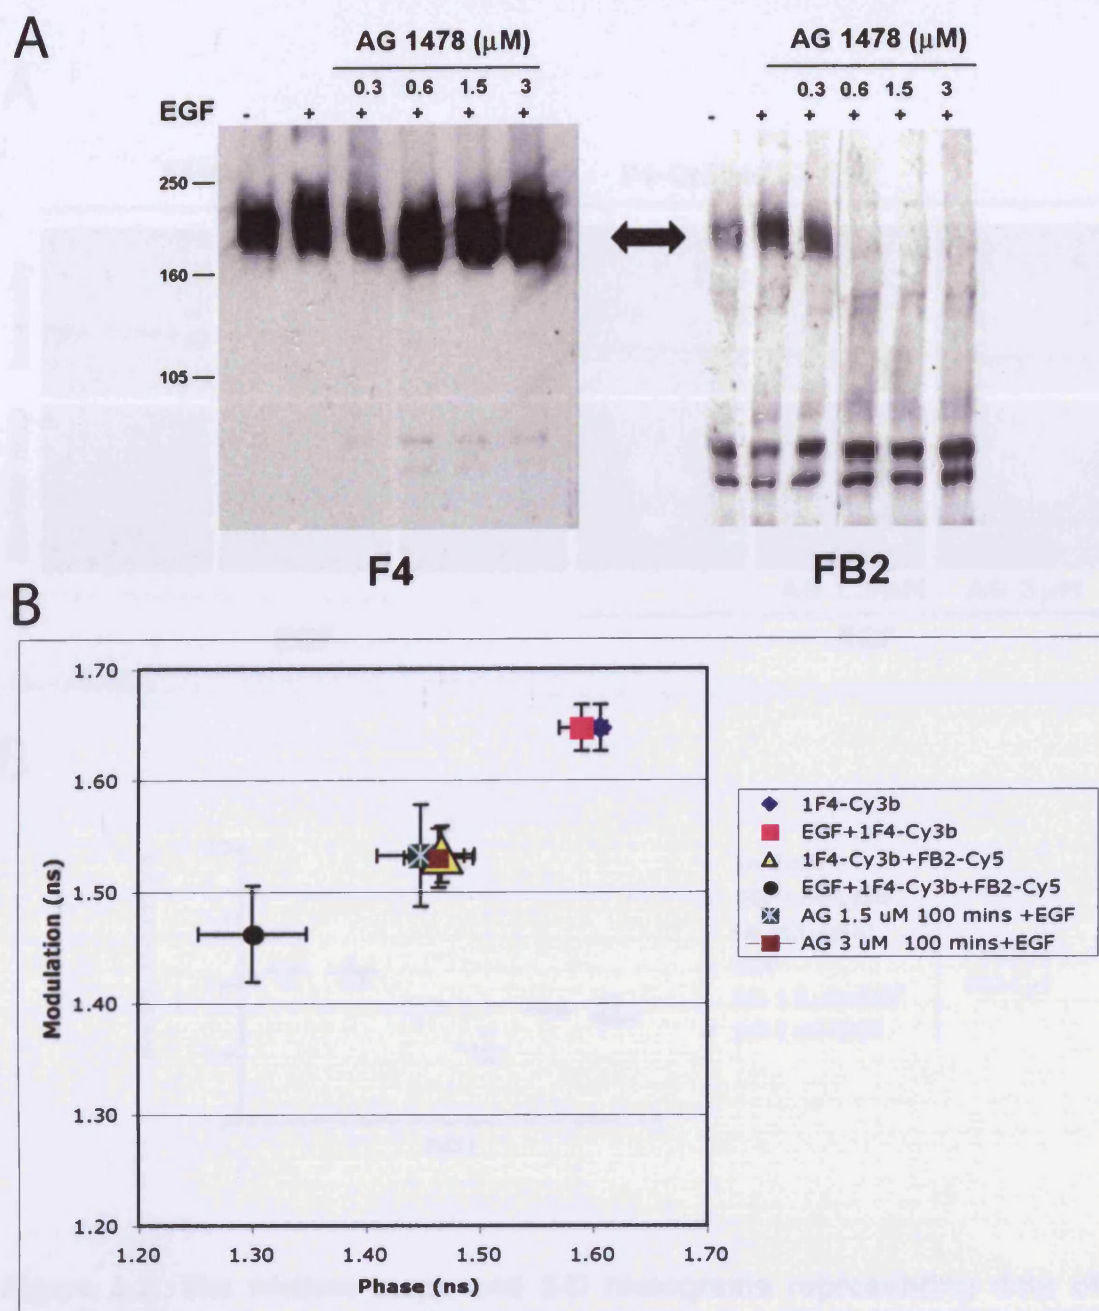 A
AG 1478 (µM)
0.3 0.6 1.5 3
EGF - + + + + +
250
160
105
F4
AG 1478 (µM)
0.3 0.6 1.5 3
- + + + + +
FB2
B
1.70
1.60
1.50
1.40
1.30
1.20
Modulation (ns)
1.20 1.30 1.40 1.50 1.60 1.70
Phase (ns)
1F4-Cy3b
EGF+1F4-Cy3b
1F4-Cy3b+FB2-Cy5
EGF+1F4-Cy3b+FB2-Cy5
AG 1.5 uM 100 mins +EGF
AG 3 uM 100 mins+EGF